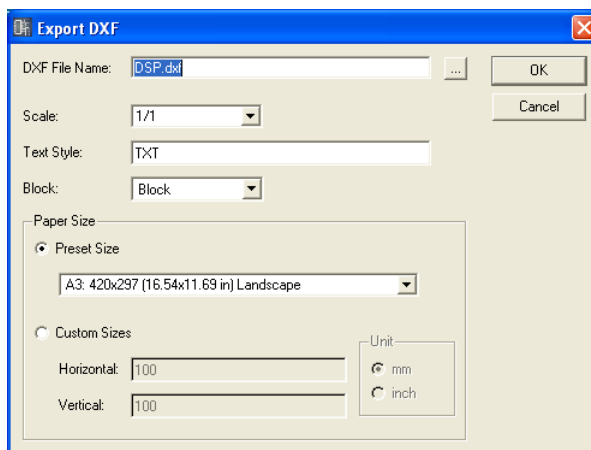 Export DXF
DXF File Name: DSP.dxf ... OK
Cancel
Scale: 1/1
Text Style: TXT
Block: Block
Paper Size
Preset Size
A3: 420x297 (16.54x11.69 in) Landscape
Custom Sizes
Unit
Horizontal: 100 mm
inch
Vertical: 100